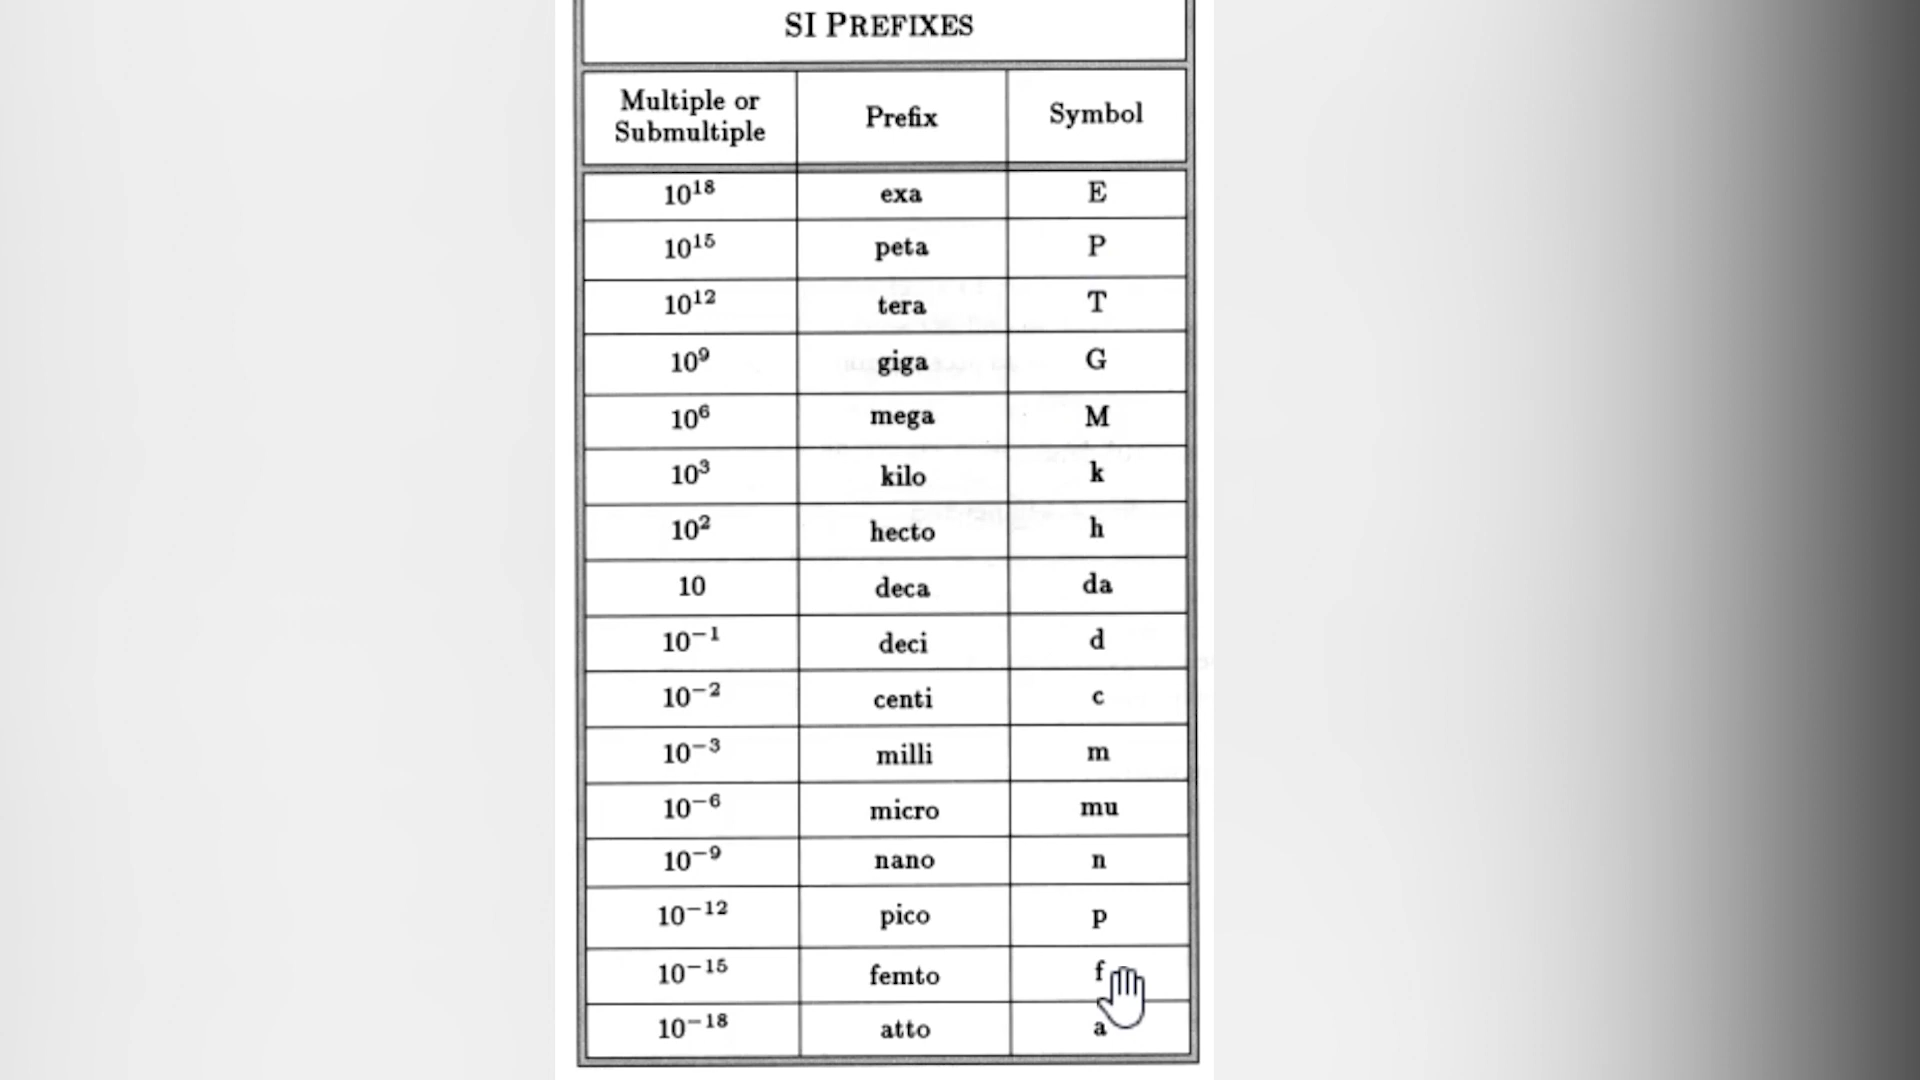 SI PREFIXES
Multiple or Submultiple Prefix Symbol
10¹⁸ exa E
10¹⁵ peta P
10¹² tera T
10⁹ giga G
10⁶ mega M
10³ kilo k
10² hecto h
10 deca da
10⁻¹ deci d
10⁻² centi c
10⁻³ milli m
10⁻⁶ micro mu
10⁻⁹ nano n
10⁻¹² pico p
10⁻¹⁵ femto f
10⁻¹⁸ atto a